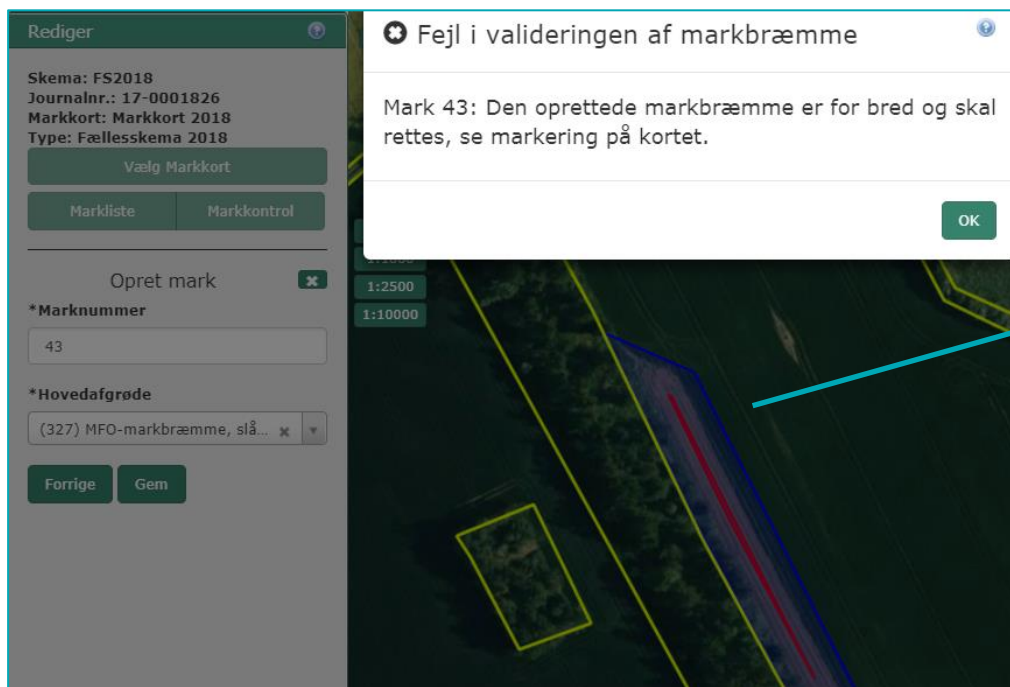 Rediger
Skema: FS2018
Journalnr.: 17-0001826
Markkort: Markkort 2018
Type: Fællesskema 2018
Vælg Markkort
Markliste Markkontrol
Opret mark
*Marknummer
43
*Hovedafgrøde
(327) MFO-markbræmme, slå...
Forrige Gem
Fejl i valideringen af markbræmme
Mark 43: Den oprettede markbræmme er for bred og skal
rettes, se markering på kortet.
OK
1:2500
1:10000